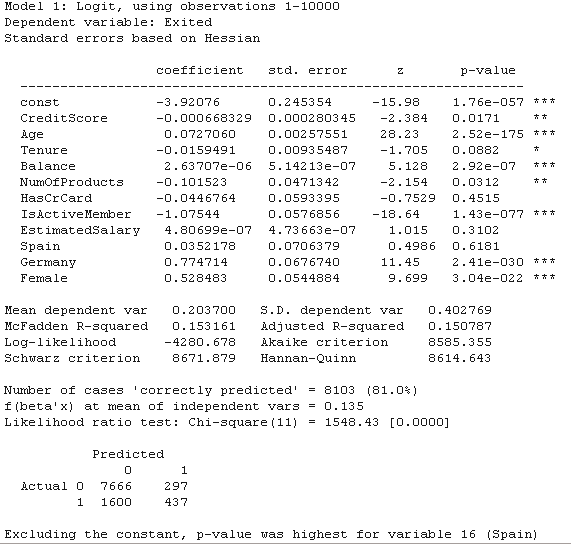 Model 1: Logit, using observations 1-10000
Dependent variable: Exited
Standard errors based on Hessian
coefficient std. error z p-value
const -3.92076 0.245354 -15.98 1.76e-057 ***
CreditScore -0.000668329 0.000280345 -2.384 0.0171 **
Age 0.0727060 0.00257551 28.23 2.52e-175 ***
Tenure -0.0159491 0.00935487 -1.705 0.0882 *
Balance 2.63707e-06 5.14213e-07 5.128 2.92e-07 ***
NumOfProducts -0.101523 0.0471342 -2.154 0.0312 **
HasCrCard -0.0446764 0.0593395 -0.7529 0.4515
IsActiveMember -1.07544 0.0576856 -18.64 1.43e-077 ***
EstimatedSalary 4.80699e-07 4.73663e-07 1.015 0.3102
Spain 0.0352178 0.0706379 0.4986 0.6181
Germany 0.774714 0.0676740 11.45 2.41e-030 ***
Female 0.528483 0.0544884 9.699 3.04e-022 ***
Mean dependent var 0.203700 S.D. dependent var 0.402769
McFadden R-squared 0.153161 Adjusted R-squared 0.150787
Log-likelihood -4280.678 Akaike criterion 8585.355
Schwarz criterion 8671.879 Hannan-Quinn 8614.643
Number of cases 'correctly predicted' = 8103 (81.0%)
f(beta'x) at mean of independent vars = 0.135
Likelihood ratio test: Chi-square(11) = 1548.43 [0.0000]
Predicted
0 1
Actual 0 7666 297
1 1600 437
Excluding the constant, p-value was highest for variable 16 (Spain)